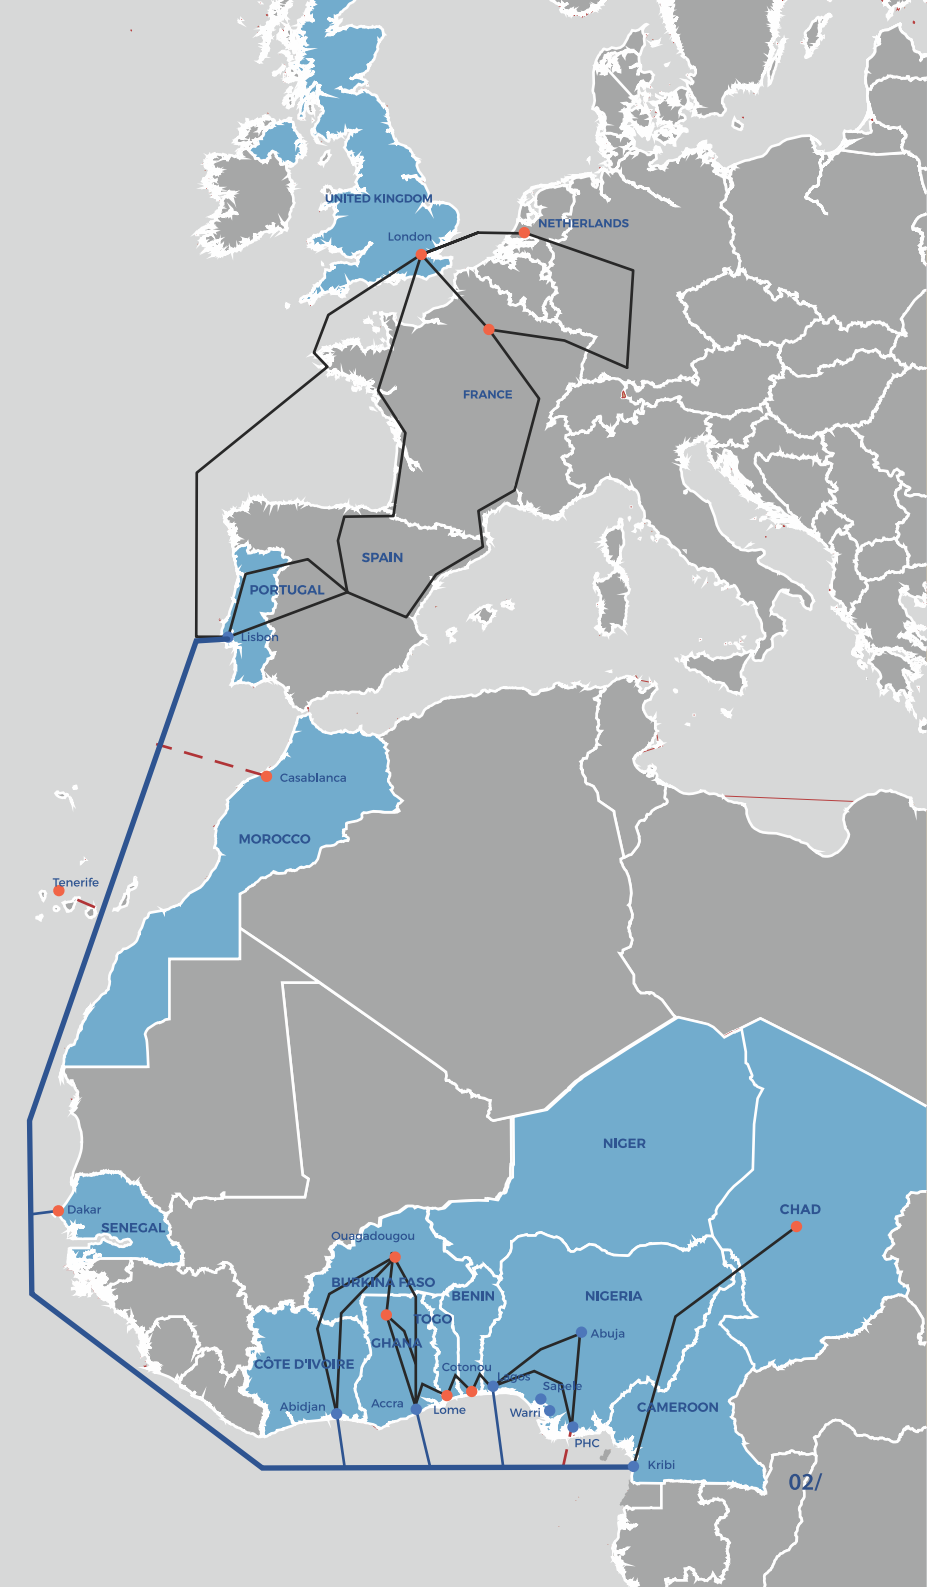 UNITED KINGDOM
NETHERLANDS
London
FRANCE
SPAIN
PORTUGAL
Lisbon
Casablanca
MOROCCO
Tenerife
NIGER
Dakar
CHAD
SENEGAL
Ouagadougou
BURKINA FASO
BENIN
NIGERIA
TOGO
Abuja
GHANA
CÔTE D'IVOIRE
Cotonou
Lagos
Sapele
Abidjan
Accra
Lome
Warri
CAMEROON
PHC
Kribi
02/